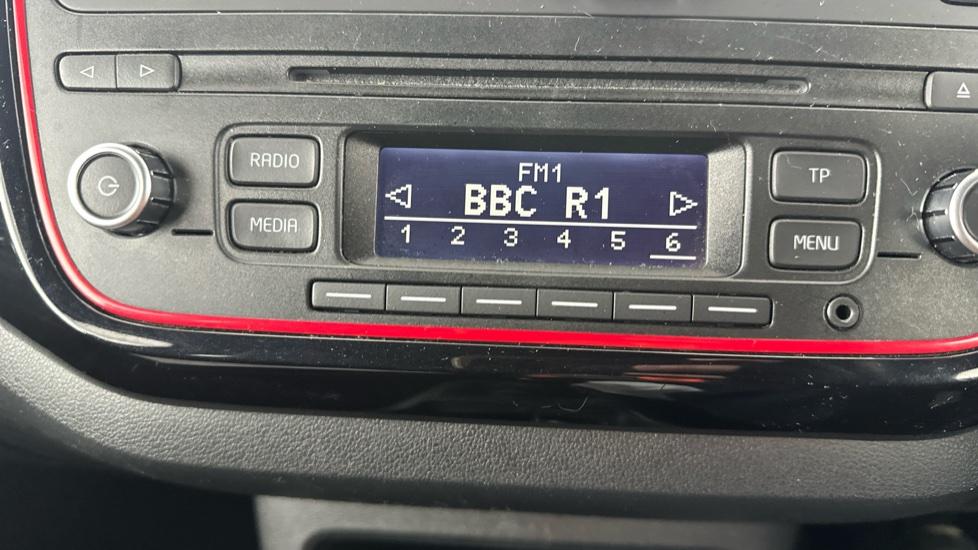 RADIO
MEDIA
FM1
BBC R1
1 2 3 4 5 6
TP
MENU